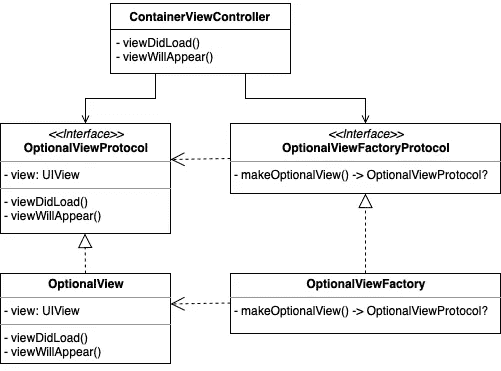 ContainerViewController
- viewDidLoad()
- viewWillAppear()
<<Interface>>
OptionalViewProtocol
- view: UIView
- viewDidLoad()
- viewWillAppear()
<<Interface>>
OptionalViewFactoryProtocol
- makeOptionalView() -> OptionalViewProtocol?
OptionalView
- view: UIView
- viewDidLoad()
- viewWillAppear()
OptionalViewFactory
- makeOptionalView() -> OptionalViewProtocol?